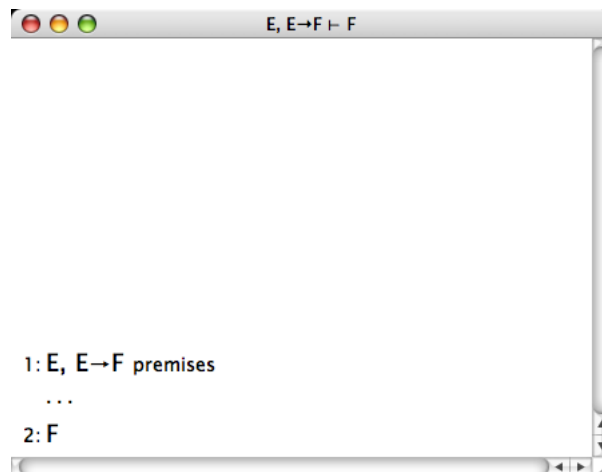 E, E→F ⊢ F
1: E, E→F premises
...
2: F